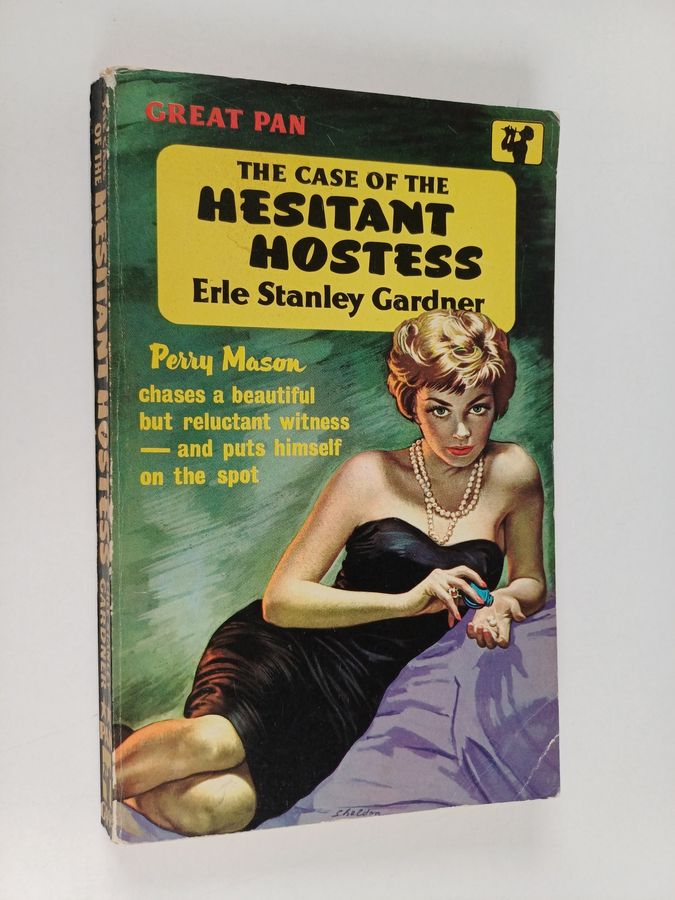 GREAT PAN
THE CASE OF THE
HESITANT
HOSTESS
Erle Stanley Gardner
Perry Mason
chases a beautiful
but reluctant witness
— and puts himself
on the spot
Sheldon
OF THE HESITANT HOSTESS GARDNER